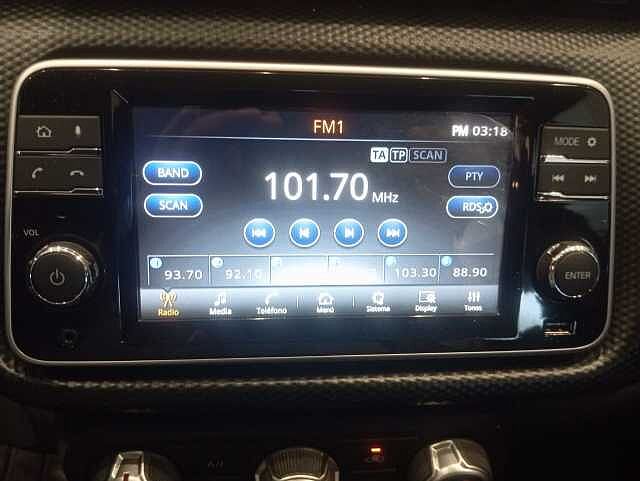 FM1
PM 03:18
TA TP SCAN
BAND
101.70 MHz
PTY
SCAN
RDS
93.70 92.10 103.30 88.90
Radio Media Teléfono Menú Sistema Display Tonos
VOL
MODE
ENTER